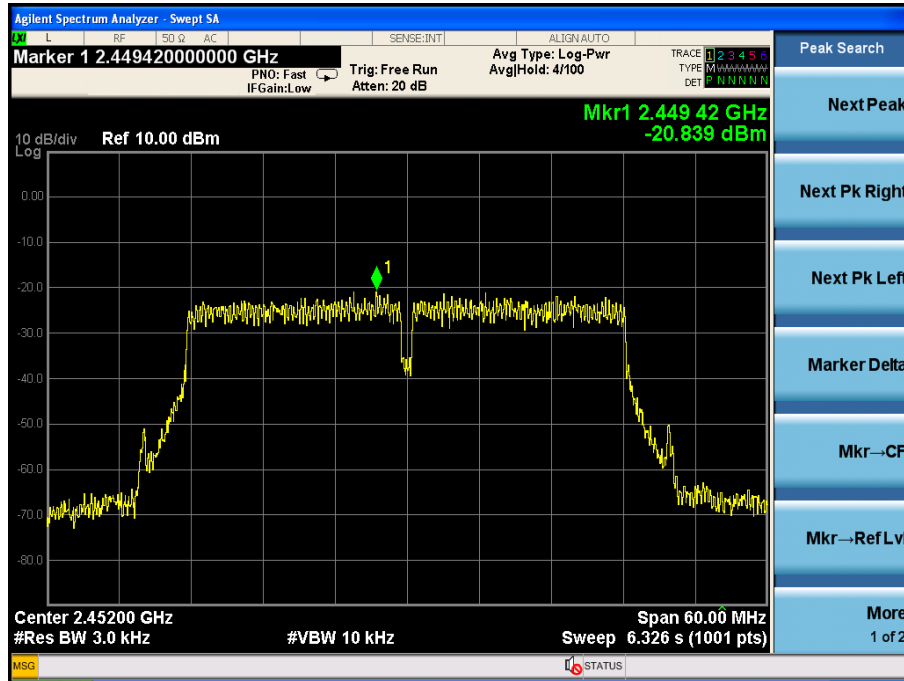 Agilent Spectrum Analyzer - Swept SA
LXI L RF 50 Ω AC SENSE:INT ALIGN AUTO
Marker 1 2.449420000000 GHz
PNO: Fast
IFGain:Low
Trig: Free Run
Atten: 20 dB
Avg Type: Log-Pwr
Avg|Hold: 4/100
TRACE 1 2 3 4 5 6
TYPE MWWWWW
DET P N N N N N
Mkr1 2.449 42 GHz
-20.839 dBm
10 dB/div Ref 10.00 dBm
Log
0.00
-10.0
-20.0
-30.0
-40.0
-50.0
-60.0
-70.0
-80.0
1
Center 2.45200 GHz Span 60.00 MHz
#Res BW 3.0 kHz #VBW 10 kHz Sweep 6.326 s (1001 pts)
MSG STATUS
Peak Search
Next Peak
Next Pk Right
Next Pk Left
Marker Delta
Mkr→CF
Mkr→Ref Lvl
More
1 of 2